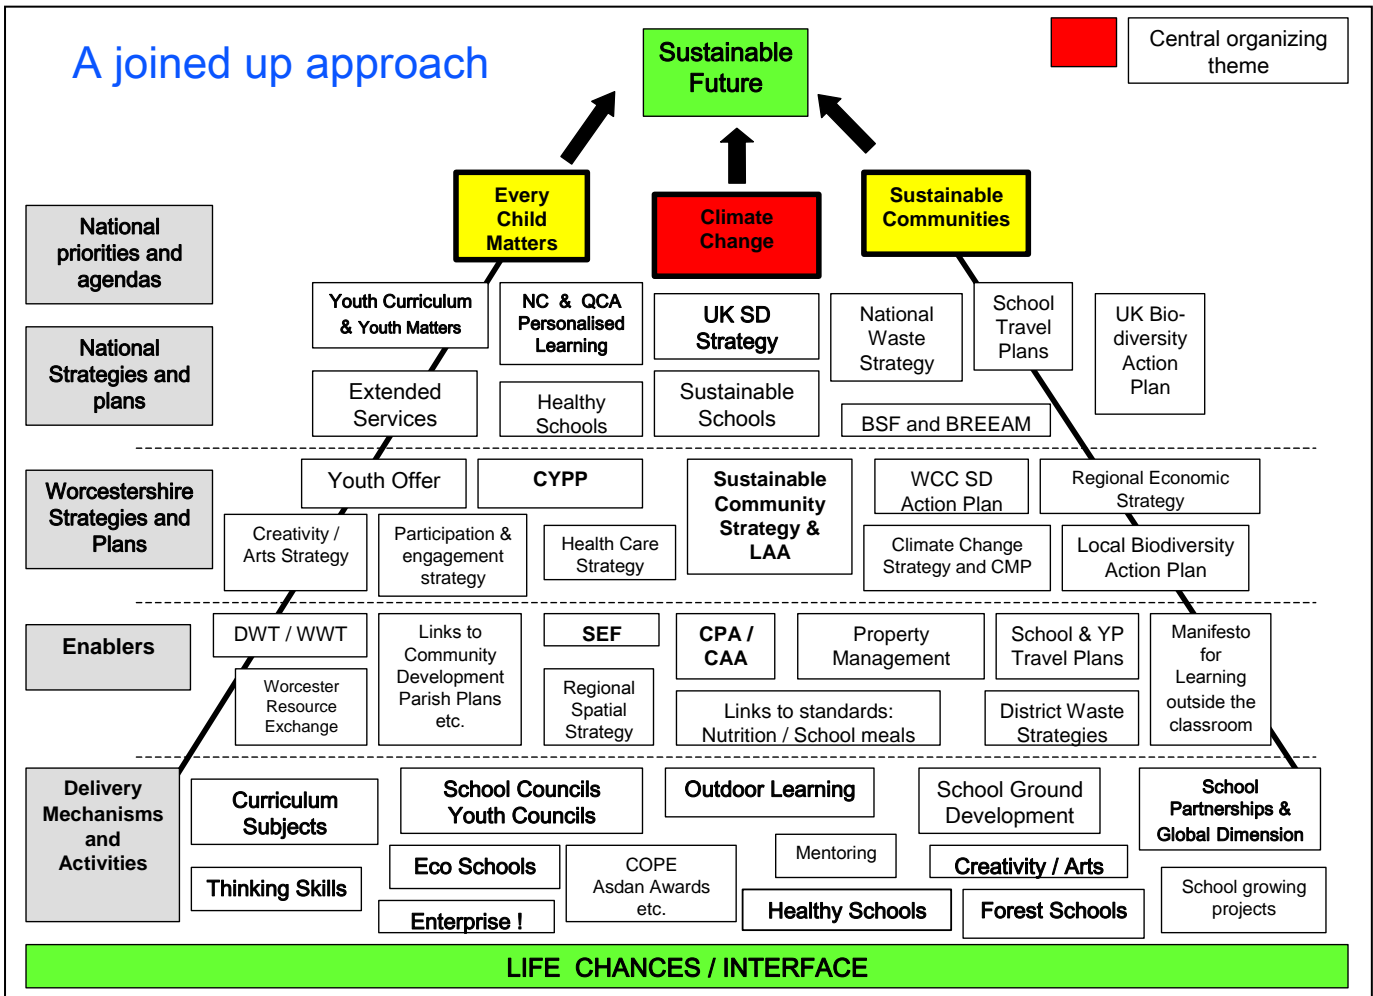 A joined up approach
Sustainable
Future
Central organizing
theme
Every
Child
Matters
Climate
Change
Sustainable
Communities
National
priorities and
agendas
Youth Curriculum
& Youth Matters
NC & QCA
Personalised
Learning
UK SD
Strategy
National
Waste
Strategy
School
Travel
Plans
UK Bio-
diversity
Action
Plan
National
Strategies and
plans
Extended
Services
Healthy
Schools
Sustainable
Schools
BSF and BREEAM
Worcestershire
Strategies and
Plans
Youth Offer
CYPP
Sustainable
Community
Strategy &
LAA
WCC SD
Action Plan
Regional Economic
Strategy
Creativity /
Arts Strategy
Participation &
engagement
strategy
Health Care
Strategy
Climate Change
Strategy and CMP
Local Biodiversity
Action Plan
Enablers
DWT / WWT
Links to
Community
Development
Parish Plans
etc.
SEF
CPA /
CAA
Property
Management
School & YP
Travel Plans
Manifesto
for
Learning
outside the
classroom
Worcester
Resource
Exchange
Regional
Spatial
Strategy
Links to standards:
Nutrition / School meals
District Waste
Strategies
Delivery
Mechanisms
and
Activities
Curriculum
Subjects
School Councils
Youth Councils
Outdoor Learning
School Ground
Development
School
Partnerships &
Global Dimension
Thinking Skills
Eco Schools
COPE
Asdan Awards
etc.
Mentoring
Creativity / Arts
School growing
projects
Enterprise !
Healthy Schools
Forest Schools
LIFE CHANCES / INTERFACE